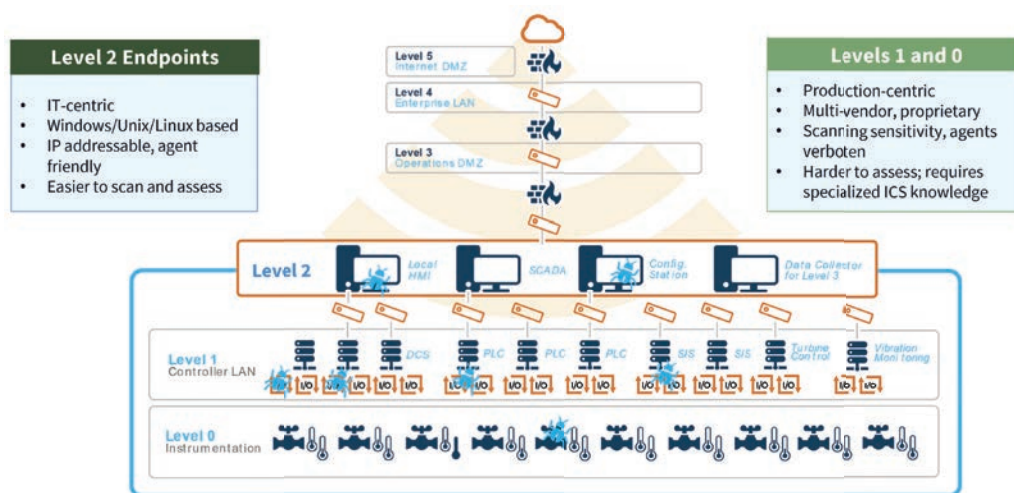 Level 2 Endpoints
• IT-centric
• Windows/Unix/Linux based
• IP addressable, agent
friendly
• Easier to scan and assess
Level 5
Internet DMZ
Level 4
Enterprise LAN
Level 3
Operations DMZ
Levels 1 and 0
• Production-centric
• Multi-vendor, proprietary
• Scanning sensitivity, agents
verboten
• Harder to assess; requires
specialized ICS knowledge
Level 2
Local
HMI
SCADA
Config.
Station
Data Collector
for Level 3
Level 1
Controller LAN
DCS
PLC
PLC
PLC
SIS
SIS
Turbine
Control
Vibration
Monitoring
I/O I/O I/O I/O I/O I/O I/O I/O I/O I/O I/O I/O I/O I/O I/O I/O I/O I/O I/O I/O
Level 0
Instrumentation